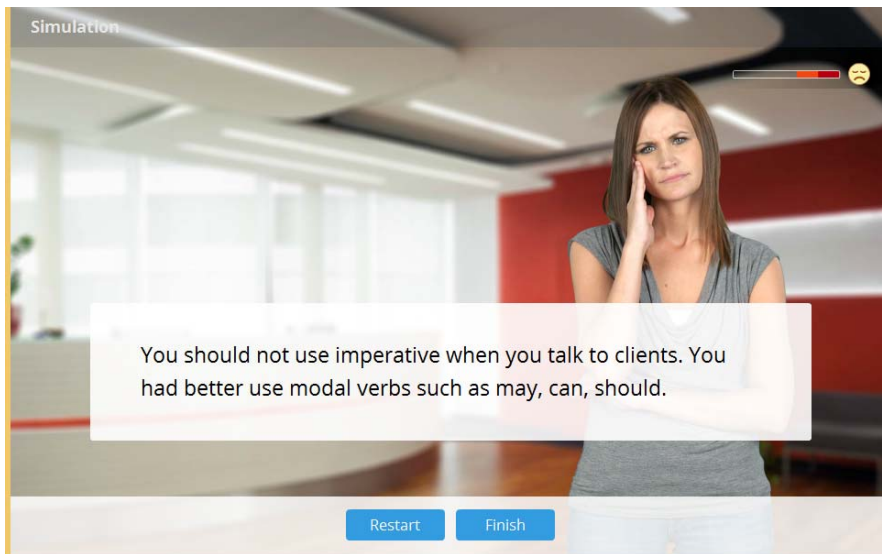 Simulation
You should not use imperative when you talk to clients. You
had better use modal verbs such as may, can, should.
Restart
Finish